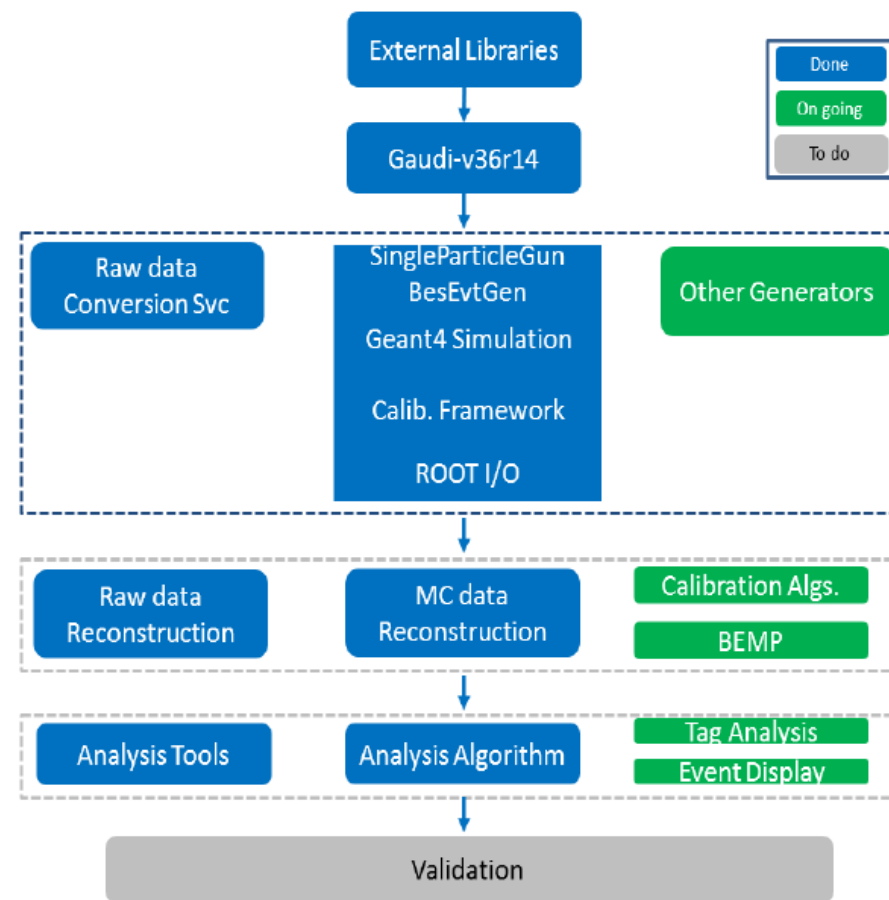 External Libraries
Done
On going
To do
Gaudi-v36r14
Raw data
Conversion Svc
SingleParticleGun
BesEvtGen
Geant4 Simulation
Calib. Framework
ROOT I/O
Other Generators
Raw data
Reconstruction
MC data
Reconstruction
Calibration Algs.
BEMP
Analysis Tools
Analysis Algorithm
Tag Analysis
Event Display
Validation